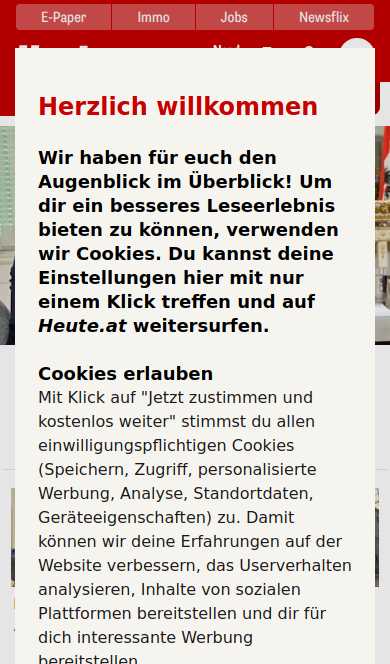 E-Paper Immo Jobs Newsflix
Herzlich willkommen
Wir haben für euch den
Augenblick im Überblick! Um
dir ein besseres Leseerlebnis
bieten zu können, verwenden
wir Cookies. Du kannst deine
Einstellungen hier mit nur
einem Klick treffen und auf
Heute.at weitersurfen.
Cookies erlauben
Mit Klick auf "Jetzt zustimmen und
kostenlos weiter" stimmst du allen
einwilligungspflichtigen Cookies
(Speichern, Zugriff, personalisierte
Werbung, Analyse, Standortdaten,
Geräteeigenschaften) zu. Damit
können wir deine Erfahrungen auf der
Website verbessern, das Userverhalten
analysieren, Inhalte von sozialen
Plattformen bereitstellen und dir für
dich interessante Werbung
bereitstellen